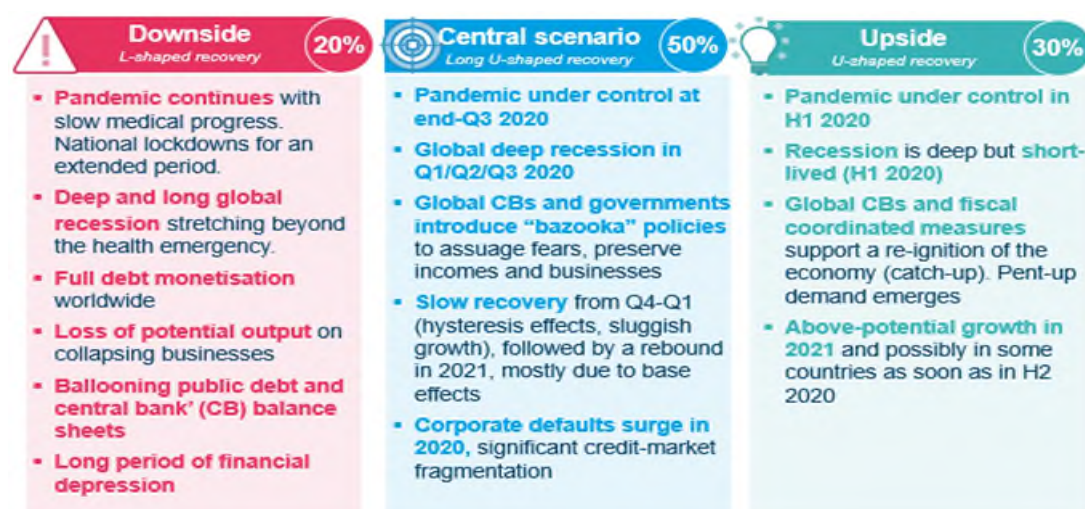 Downside
L-shaped recovery
20%
▪ Pandemic continues with
slow medical progress.
National lockdowns for an
extended period.
▪ Deep and long global
recession stretching beyond
the health emergency.
▪ Full debt monetisation
worldwide
▪ Loss of potential output on
collapsing businesses
▪ Ballooning public debt and
central bank' (CB) balance
sheets
▪ Long period of financial
depression
Central scenario
Long U-shaped recovery
50%
▪ Pandemic under control at
end-Q3 2020
▪ Global deep recession in
Q1/Q2/Q3 2020
▪ Global CBs and governments
introduce “bazooka” policies
to assuage fears, preserve
incomes and businesses
▪ Slow recovery from Q4-Q1
(hysteresis effects, sluggish
growth), followed by a rebound
in 2021, mostly due to base
effects
▪ Corporate defaults surge in
2020, significant credit-market
fragmentation
Upside
U-shaped recovery
30%
▪ Pandemic under control in
H1 2020
▪ Recession is deep but short-
lived (H1 2020)
▪ Global CBs and fiscal
coordinated measures
support a re-ignition of the
economy (catch-up). Pent-up
demand emerges
▪ Above-potential growth in
2021 and possibly in some
countries as soon as in H2
2020